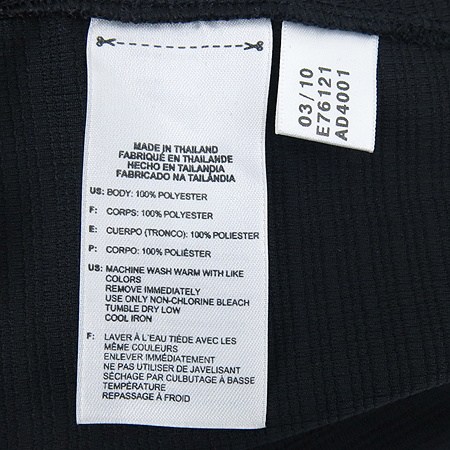 MADE IN THAILAND
FABRIQUÉ EN THAILANDE
HECHO EN TAILANDIA
FABRICADO NA TAILÂNDIA
US: BODY: 100% POLYESTER
F: CORPS: 100% POLYESTER
E: CUERPO (TRONCO): 100% POLIESTER
P: CORPO: 100% POLIÉSTER
US: MACHINE WASH WARM WITH LIKE
COLORS
REMOVE IMMEDIATELY
USE ONLY NON-CHLORINE BLEACH
TUMBLE DRY LOW
COOL IRON
F: LAVER À L'EAU TIÈDE AVEC LES
MÊME COULEURS
ENLEVER IMMÉDIATEMENT
NE PAS UTILISER DE JAVELISANT
SÉCHAGE PAR CULBUTAGE À BASSE
TEMPÉRATURE
REPASSAGE À FROID
03/10
E76121
AD4001